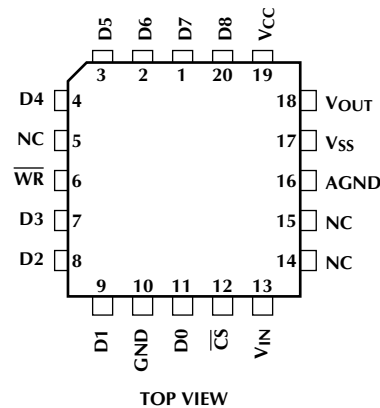 D5 D6 D7 D8 VCC
3 2 1 20 19
D4 4 18 VOUT
NC 5 17 VSS
W̅R̅ 6 16 AGND
D3 7 15 NC
D2 8 14 NC
9 10 11 12 13
D1 GND D0 C̅S̅ VIN
TOP VIEW